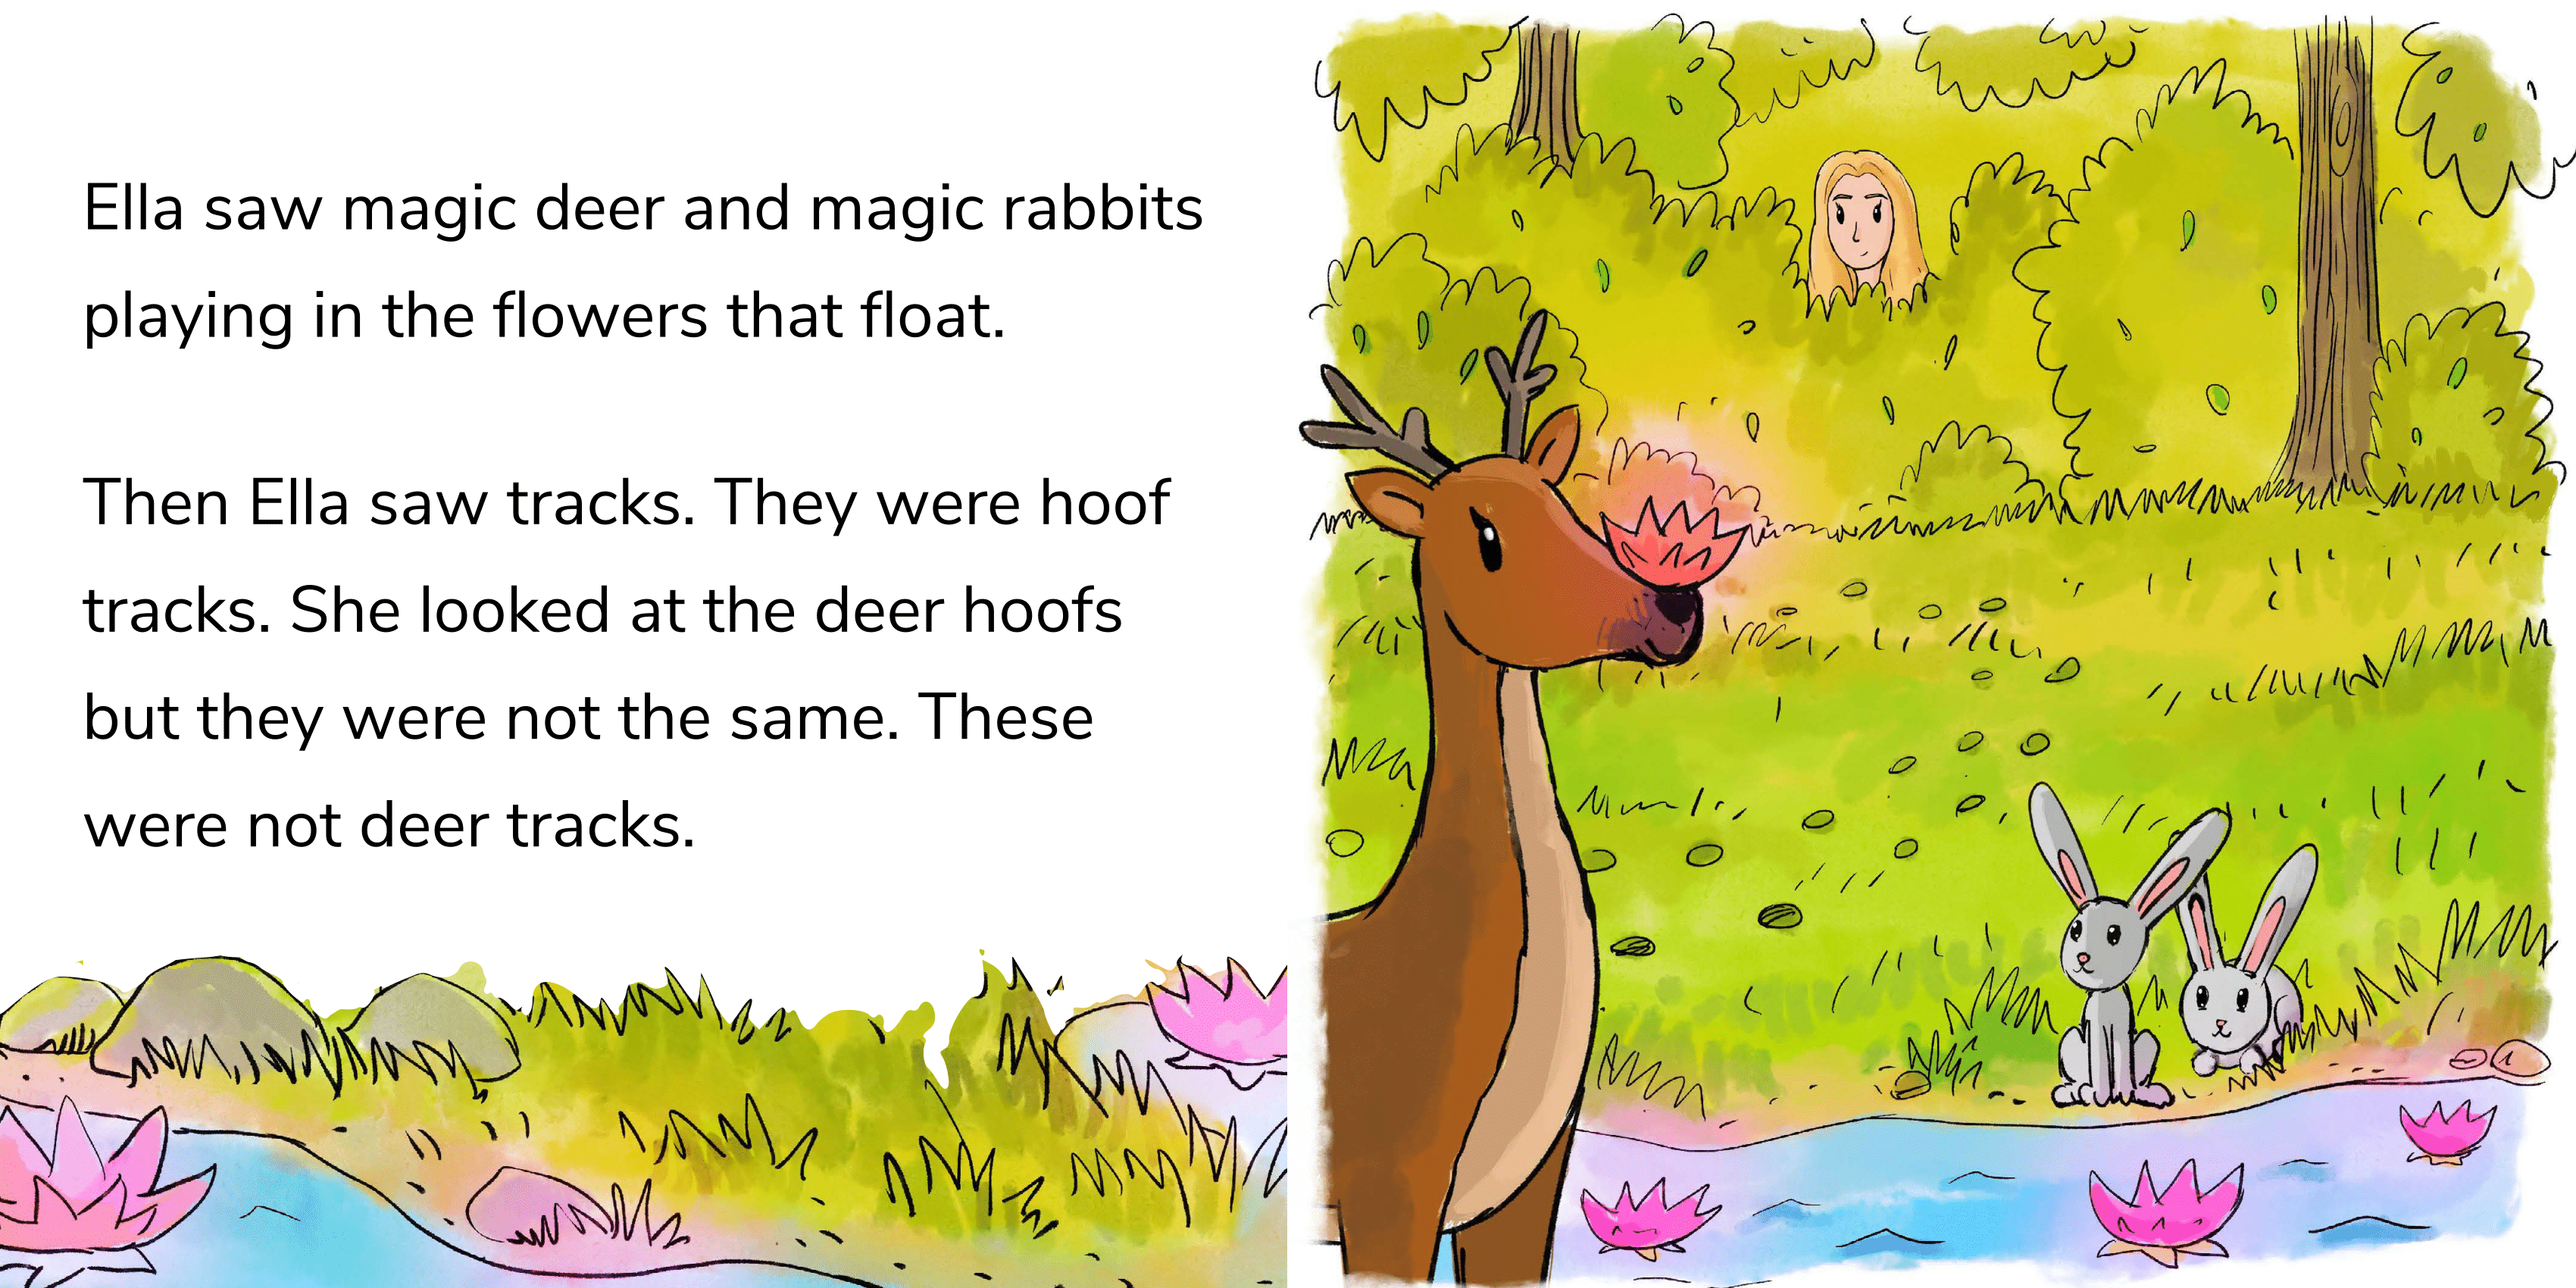 Ella saw magic deer and magic rabbits
playing in the flowers that float.
Then Ella saw tracks. They were hoof
tracks. She looked at the deer hoofs
but they were not the same. These
were not deer tracks.